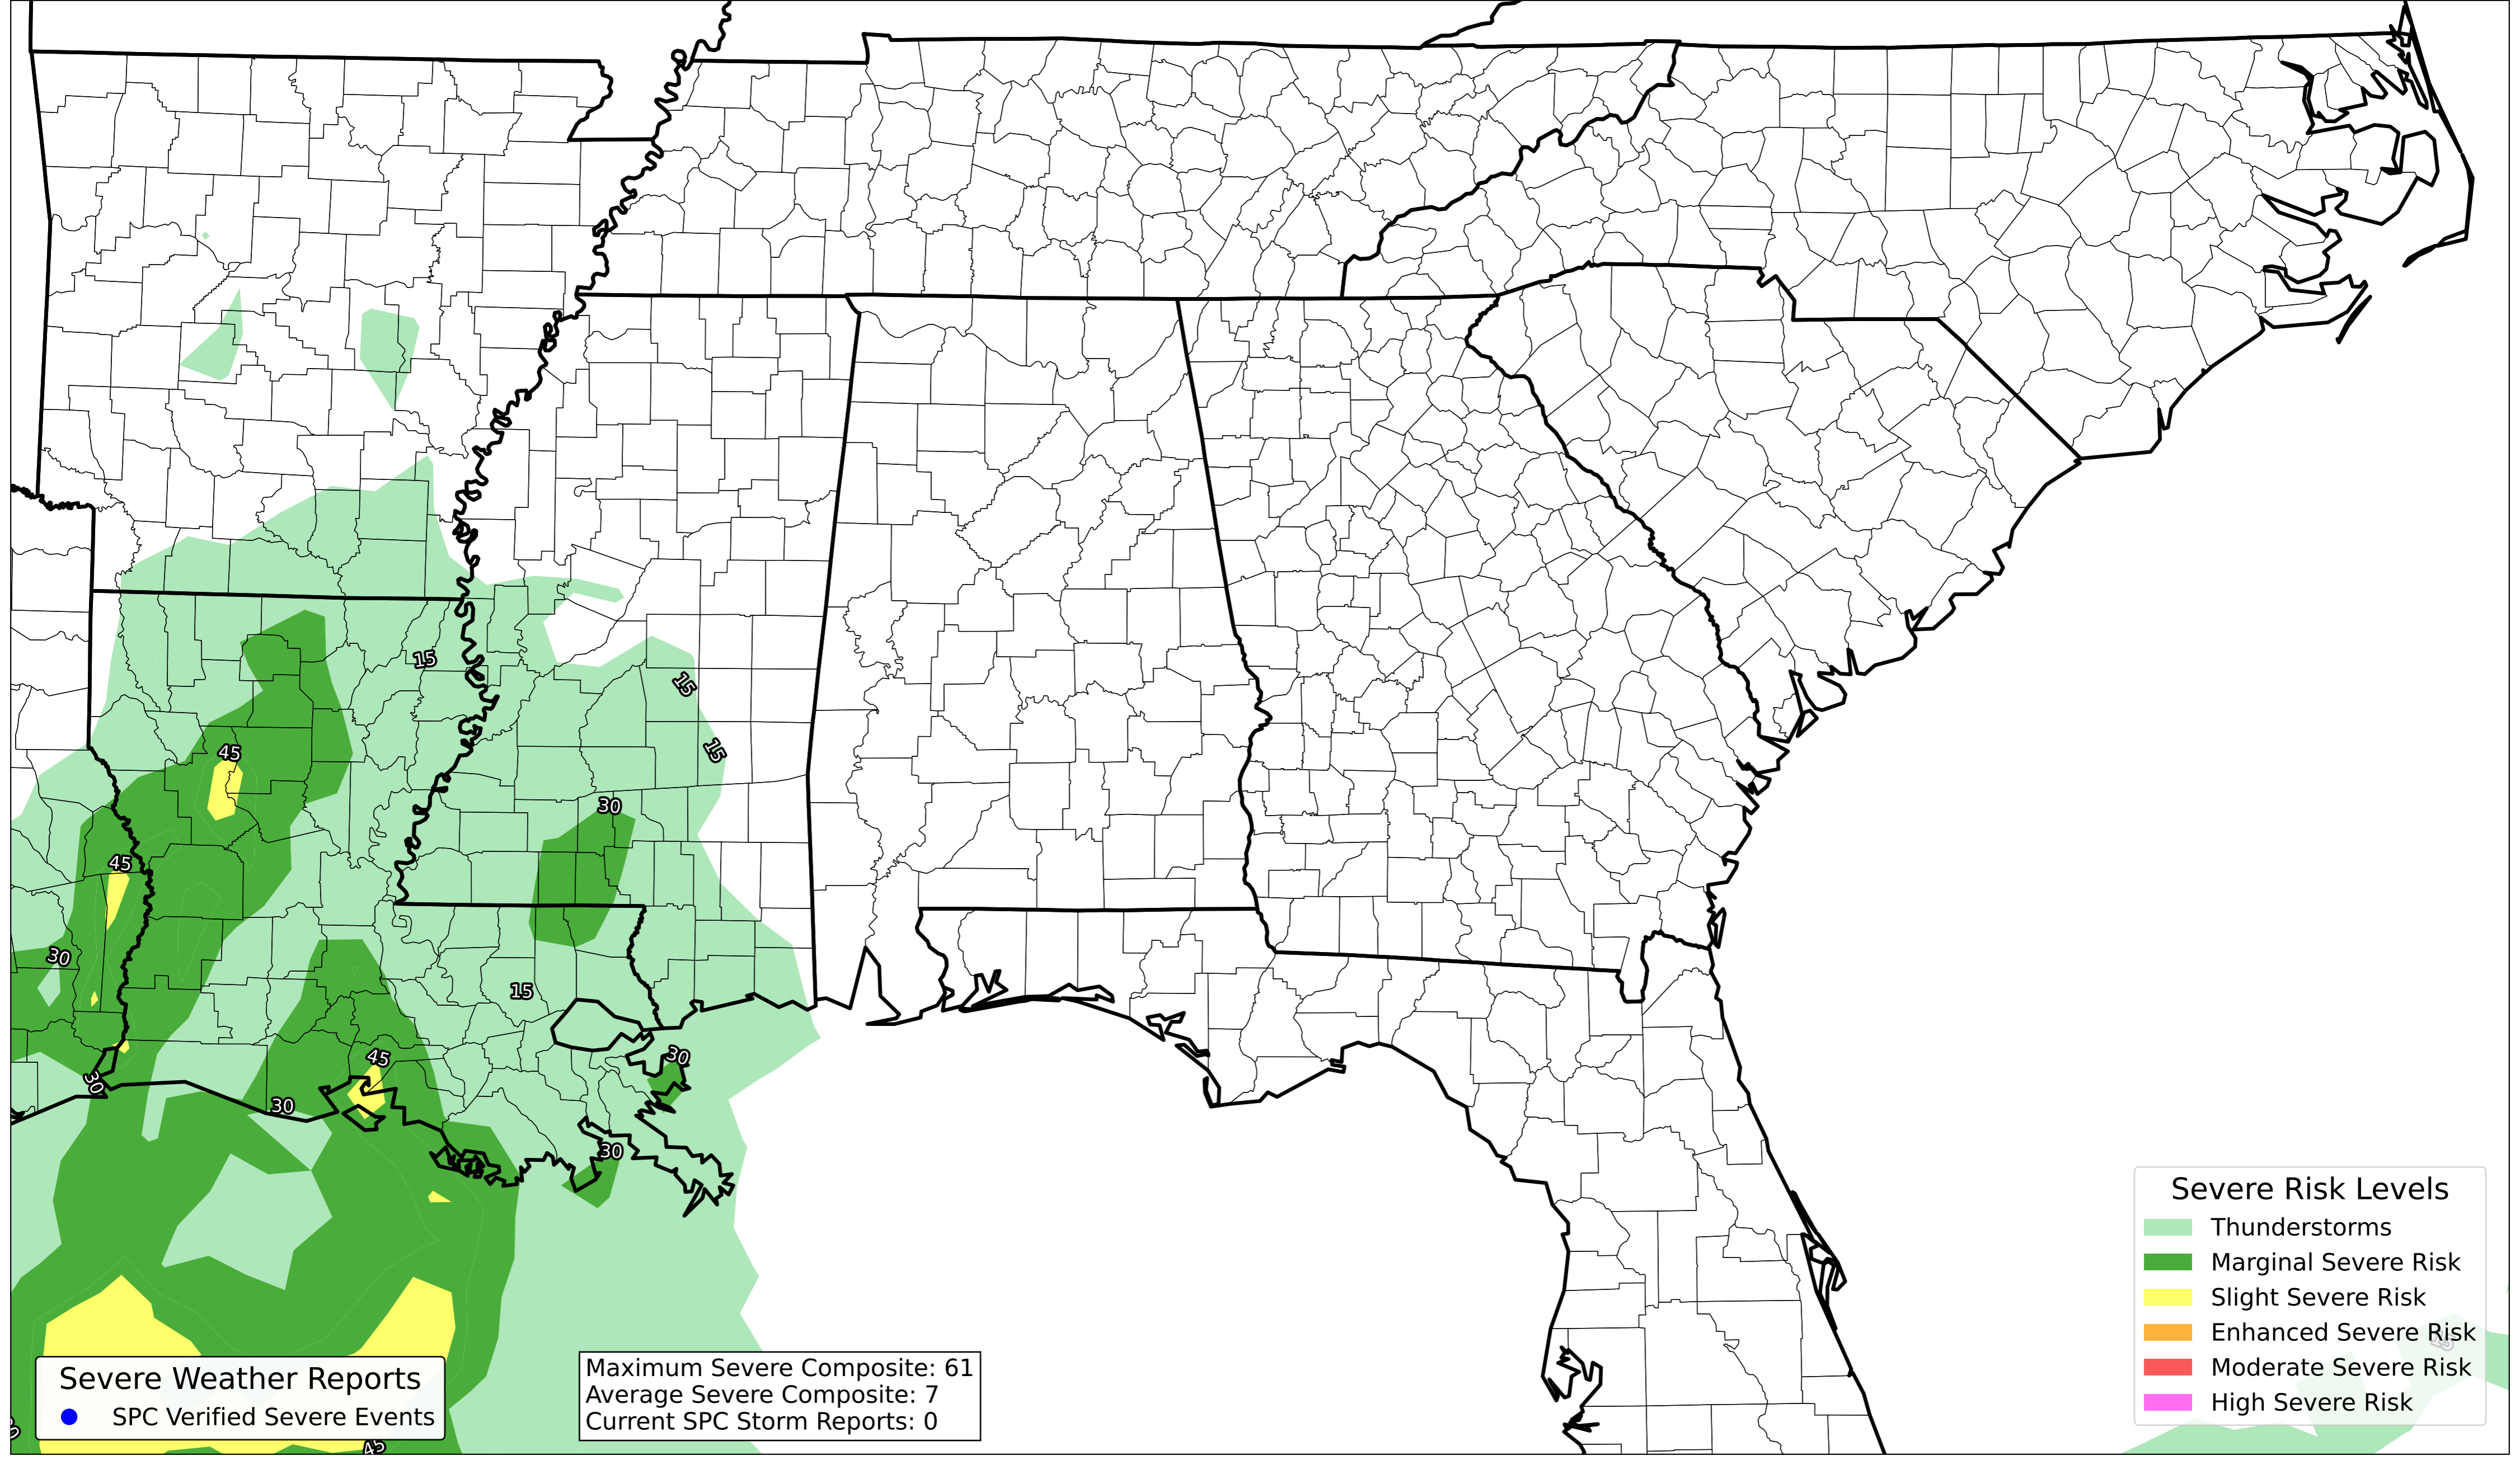 15
15
45
15
30
45
30
15
45
30
30
30
30
45
Severe Risk Levels
Thunderstorms
Marginal Severe Risk
Slight Severe Risk
Enhanced Severe Risk
Moderate Severe Risk
High Severe Risk
Severe Weather Reports
SPC Verified Severe Events
Maximum Severe Composite: 61
Average Severe Composite: 7
Current SPC Storm Reports: 0